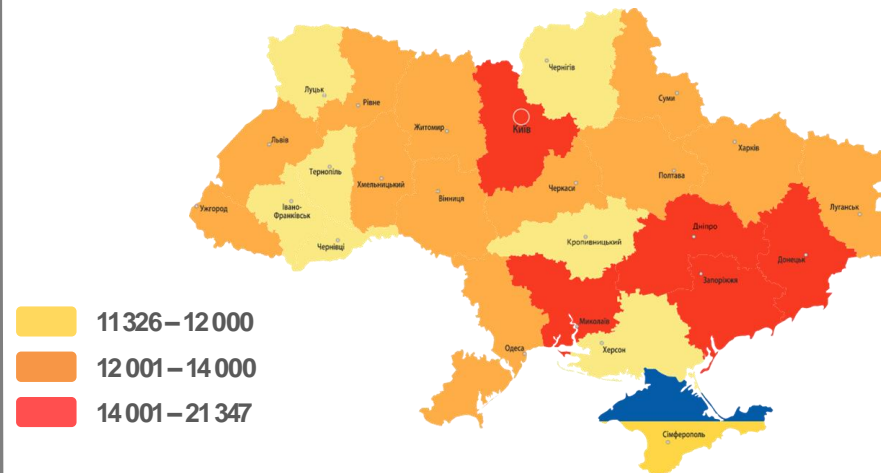 Чернігів
Луцьк
Рівне
Суми
Київ
Житомир
Львів
Харків
Тернопіль
Хмельницький
Полтава
Вінниця
Черкаси
Ужгород
Івано-
Франківськ
Луганськ
Чернівці
Кропивницький
Дніпро
Донецьк
Запоріжжя
Миколаїв
Одеса
Херсон
Сімферополь
11 326 – 12 000
12 001 – 14 000
14 001 – 21 347